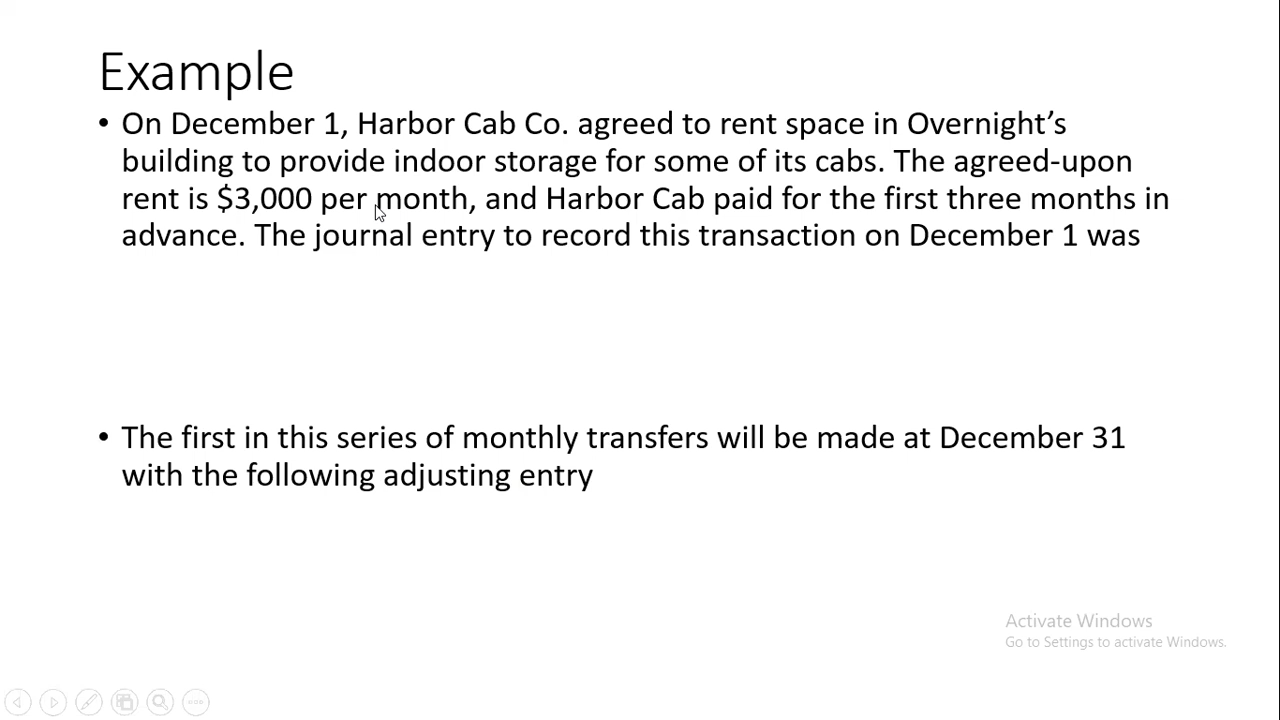 Example
• On December 1, Harbor Cab Co. agreed to rent space in Overnight’s
building to provide indoor storage for some of its cabs. The agreed-upon
rent is $3,000 per month, and Harbor Cab paid for the first three months in
advance. The journal entry to record this transaction on December 1 was
• The first in this series of monthly transfers will be made at December 31
with the following adjusting entry
Activate Windows
Go to Settings to activate Windows.